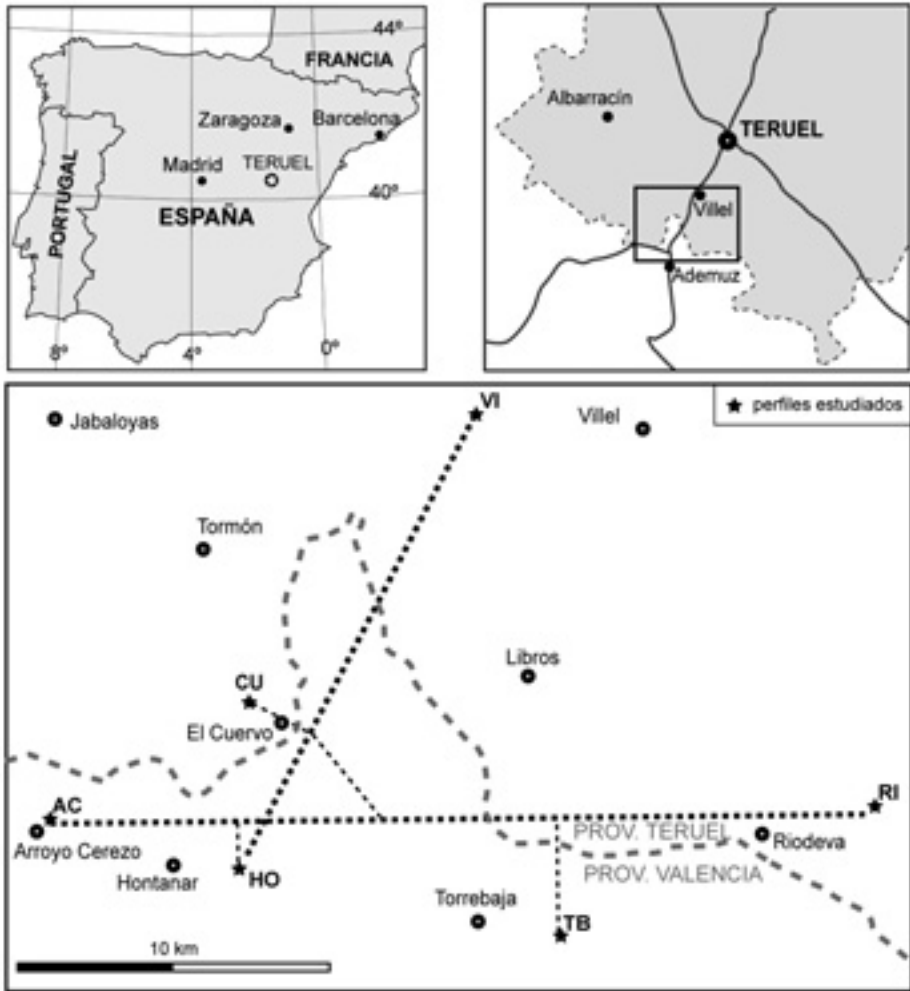 44º
FRANCIA
Zaragoza
Barcelona
Madrid
TERUEL
40º
PORTUGAL
ESPAÑA
8º
4º
0º
Albarracín
TERUEL
Villel
Ademuz
VI
perfiles estudiados
Jabaloyas
Villel
Tormón
Libros
CU
El Cuervo
AC
RI
Arroyo Cerezo
PROV. TERUEL
Riodeva
Hontanar
HO
PROV. VALENCIA
Torrebaja
TB
10 km